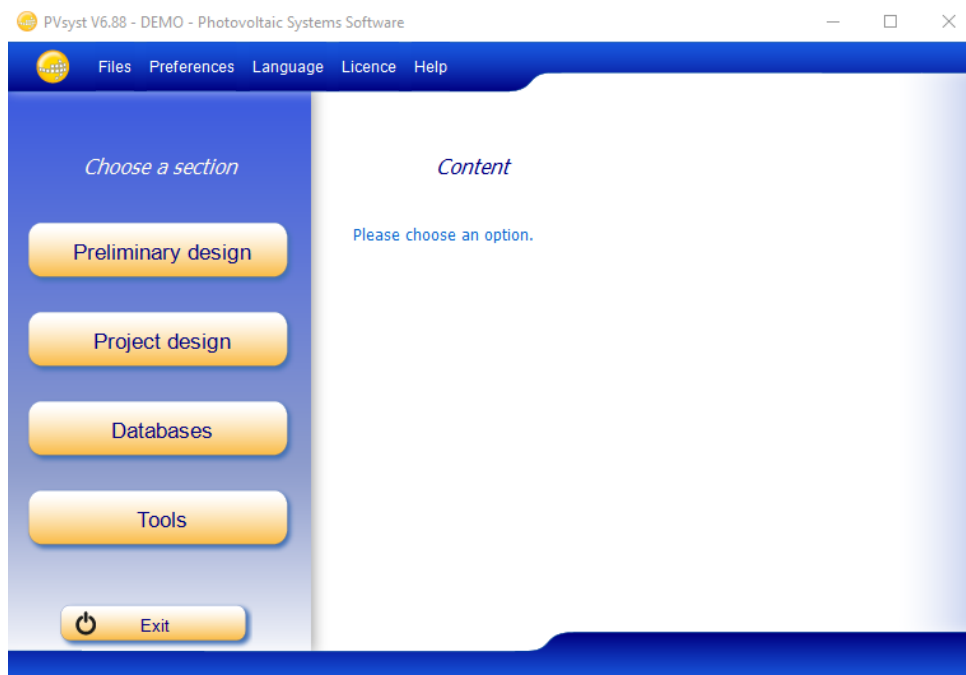 PVsyst V6.88 - DEMO - Photovoltaic Systems Software
Files Preferences Language Licence Help
Choose a section
Content
Please choose an option.
Preliminary design
Project design
Databases
Tools
Exit